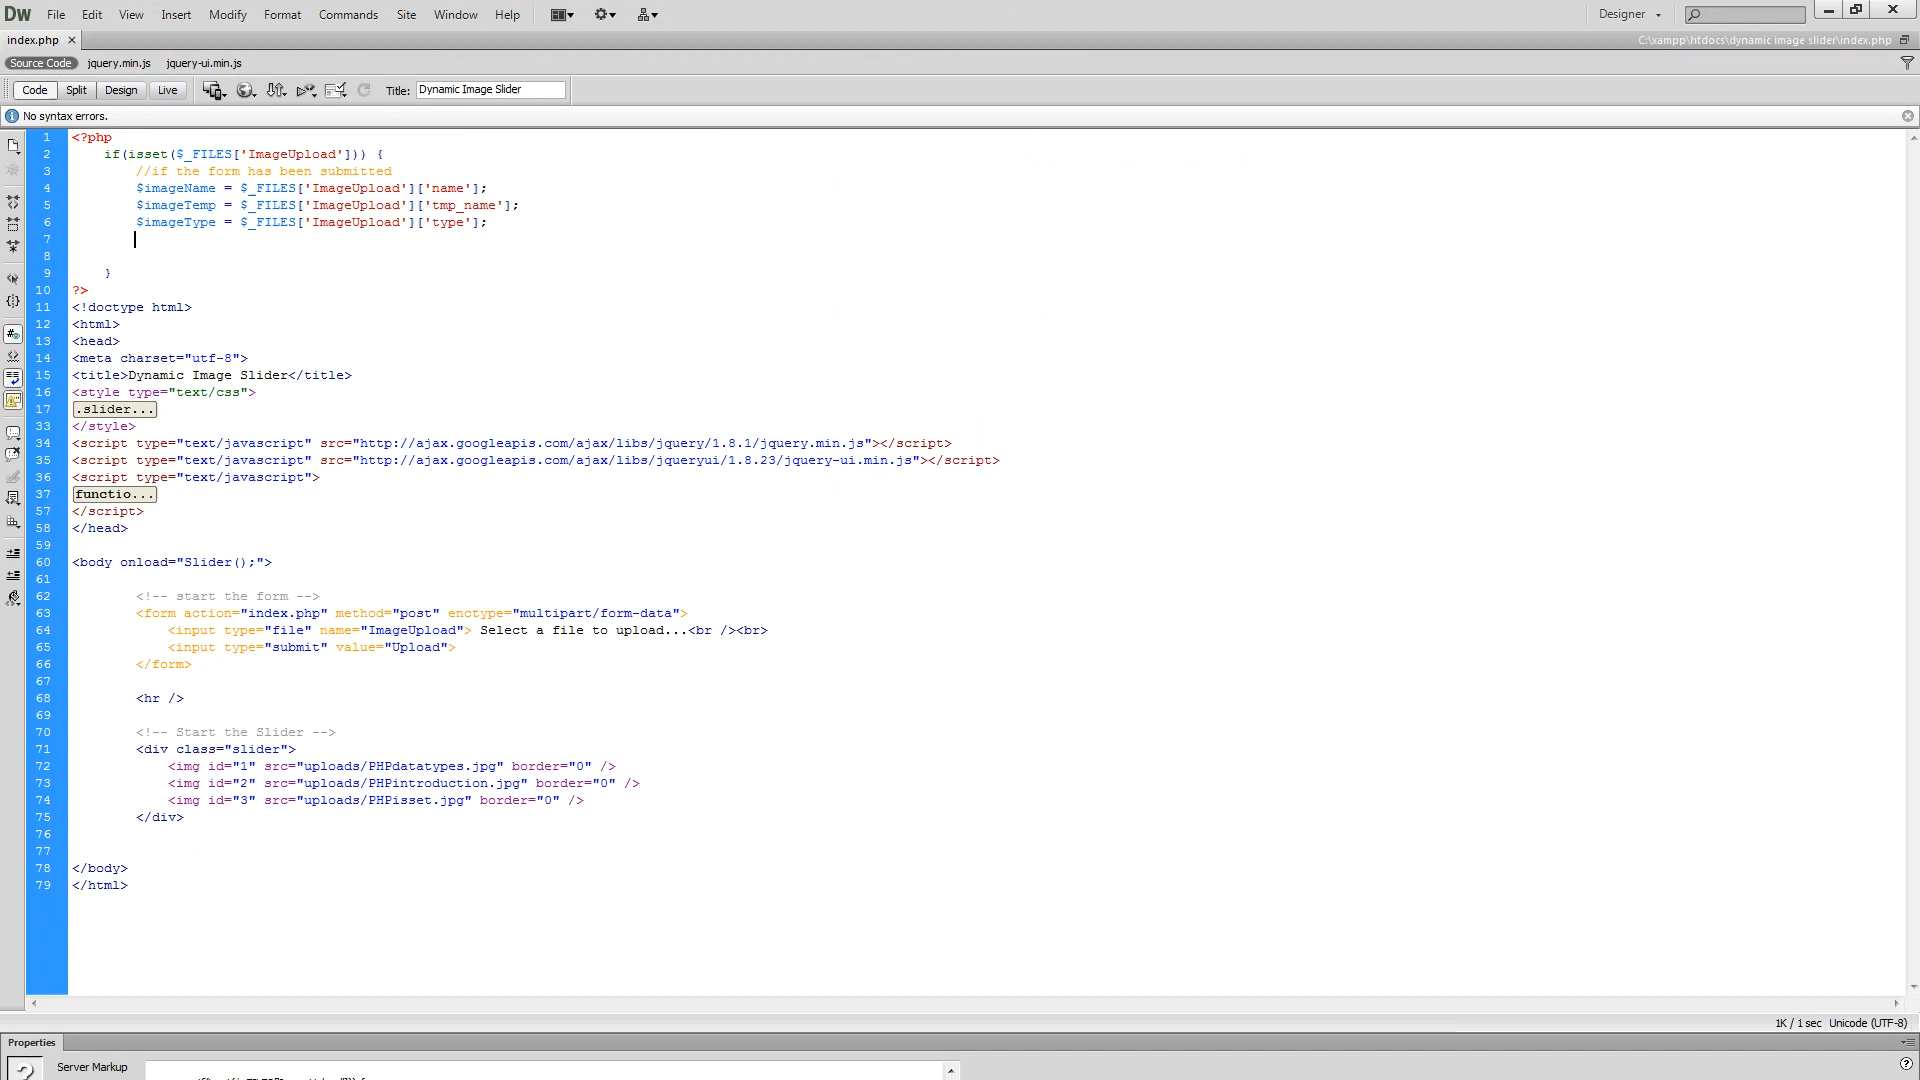 Dw File Edit View Insert Modify Format Commands Site Window Help Designer
index.php C:\xampp\htdocs\dynamic image slider\index.php
Source Code jquery.min.js jquery-ui.min.js
Code Split Design Live Title: Dynamic Image Slider
No syntax errors.
1 <?php
2 if(isset($_FILES['ImageUpload'])) {
3 //if the form has been submitted
4 $imageName = $_FILES['ImageUpload']['name'];
5 $imageTemp = $_FILES['ImageUpload']['tmp_name'];
6 $imageType = $_FILES['ImageUpload']['type'];
7
8
9 }
10 ?>
11 <!doctype html>
12 <html>
13 <head>
14 <meta charset="utf-8">
15 <title>Dynamic Image Slider</title>
16 <style type="text/css">
17 .slider...
33 </style>
34 <script type="text/javascript" src="http://ajax.googleapis.com/ajax/libs/jquery/1.8.1/jquery.min.js"></script>
35 <script type="text/javascript" src="http://ajax.googleapis.com/ajax/libs/jqueryui/1.8.23/jquery-ui.min.js"></script>
36 <script type="text/javascript">
37 functio...
57 </script>
58 </head>
59
60 <body onload="Slider();">
61
62 <!-- start the form -->
63 <form action="index.php" method="post" enctype="multipart/form-data">
64 <input type="file" name="ImageUpload"> Select a file to upload...<br /><br>
65 <input type="submit" value="Upload">
66 </form>
67
68 <hr />
69
70 <!-- Start the Slider -->
71 <div class="slider">
72 <img id="1" src="uploads/PHPdatatypes.jpg" border="0" />
73 <img id="2" src="uploads/PHPintroduction.jpg" border="0" />
74 <img id="3" src="uploads/PHPisset.jpg" border="0" />
75 </div>
76
77
78 </body>
79 </html>
1K / 1 sec Unicode (UTF-8)
Properties
Server Markup